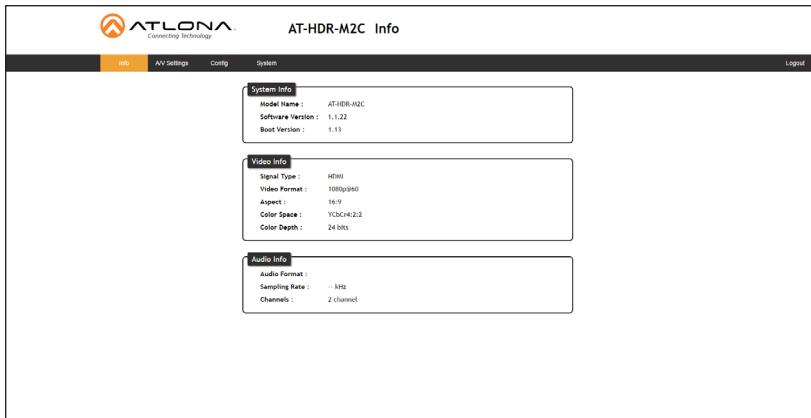 ATLONA
Connecting Technology
AT-HDR-M2C Info
Info A/V Settings Config System Logout
System Info
Model Name : AT-HDR-M2C
Software Version : 1.1.22
Boot Version : 1.13
Video Info
Signal Type : HDMI
Video Format : 1080p@60
Aspect : 16:9
Color Space : YCbCr4:2:2
Color Depth : 24 bits
Audio Info
Audio Format :
Sampling Rate : -- kHz
Channels : 2 channel